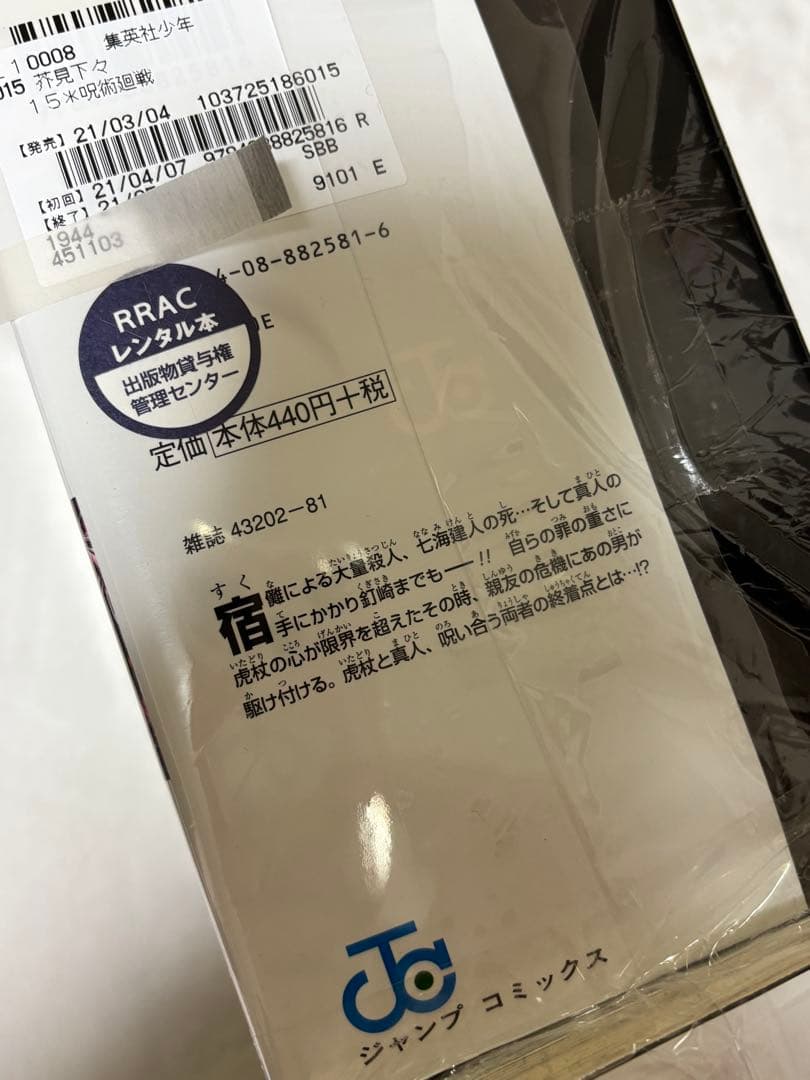 10008 集英社少年
015 芥見下々
15*呪術廻戦
【発売】21/03/04 103725186015
【初回】21/04/07 R
【終了】 SBB
1944 9101 E
451103
4-08-882581-6
RRAC
レンタル本
出版物貸与権
管理センター
定価 本体440円十税
雑誌 43202-81
宿儺による大量殺人、七海建人の死…そして真人の
手にかかり釘崎までも──!! 自らの罪の重さに
虎杖の心が限界を超えたその時、親友の危機にあの男が
駆け付ける。虎杖と真人、呪い合う両者の終着点とは…!?
ジャンプ コミックス